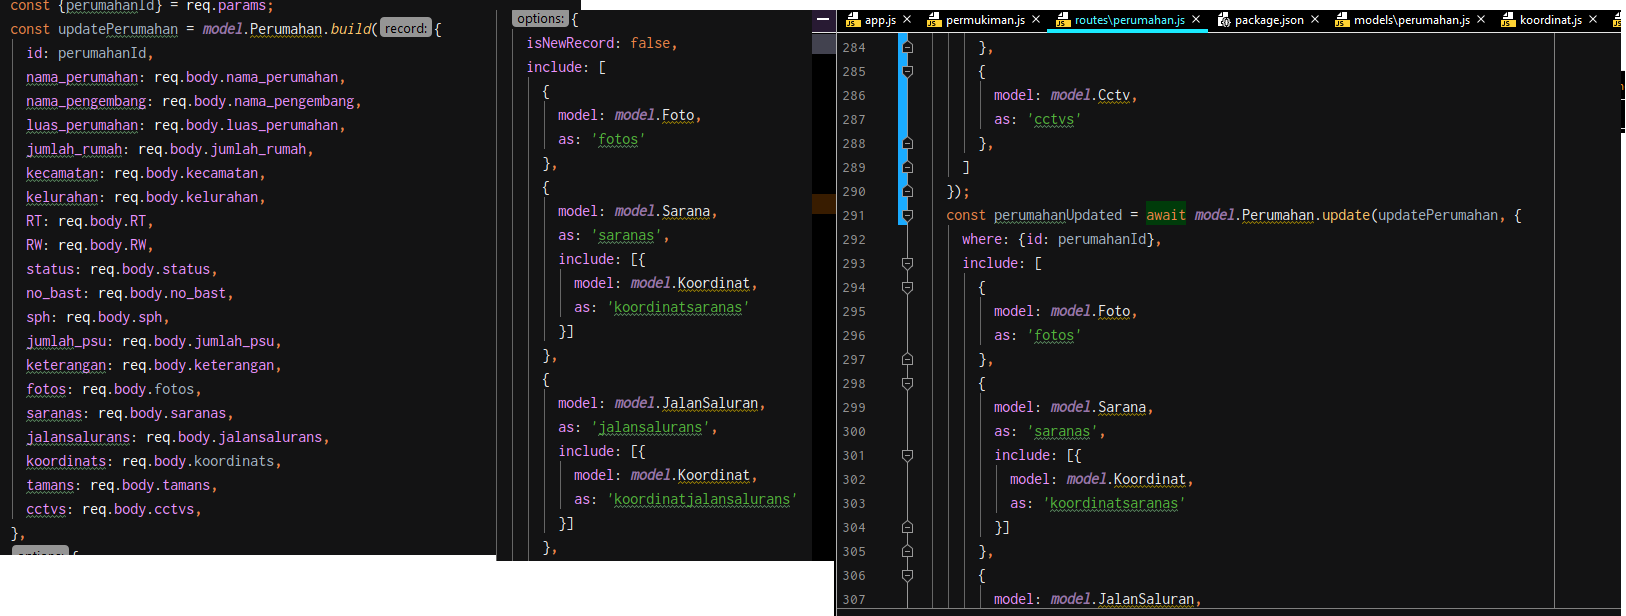 const {perumahanId} = req.params;
const updatePerumahan = model.Perumahan.build( record: {
id: perumahanId,
nama_perumahan: req.body.nama_perumahan,
nama_pengembang: req.body.nama_pengembang,
luas_perumahan: req.body.luas_perumahan,
jumlah_rumah: req.body.jumlah_rumah,
kecamatan: req.body.kecamatan,
kelurahan: req.body.kelurahan,
RT: req.body.RT,
RW: req.body.RW,
status: req.body.status,
no_bast: req.body.no_bast,
sph: req.body.sph,
jumlah_psu: req.body.jumlah_psu,
keterangan: req.body.keterangan,
fotos: req.body.fotos,
saranas: req.body.saranas,
jalansalurans: req.body.jalansalurans,
koordinats: req.body.koordinats,
tamans: req.body.tamans,
cctvs: req.body.cctvs,
},
options: {
isNewRecord: false,
include: [
{
model: model.Foto,
as: 'fotos'
},
{
model: model.Sarana,
as: 'saranas',
include: [{
model: model.Koordinat,
as: 'koordinatsaranas'
}]
},
{
model: model.JalanSaluran,
as: 'jalansalurans',
include: [{
model: model.Koordinat,
as: 'koordinatjalansalurans'
}]
},
app.js × permukiman.js × routes\perumahan.js × package.json × models\perumahan.js × koordinat.js ×
284 },
285 {
286 model: model.Cctv,
287 as: 'cctvs'
288 },
289 ]
290 });
291 const perumahanUpdated = await model.Perumahan.update(updatePerumahan, {
292 where: {id: perumahanId},
293 include: [
294 {
295 model: model.Foto,
296 as: 'fotos'
297 },
298 {
299 model: model.Sarana,
300 as: 'saranas',
301 include: [{
302 model: model.Koordinat,
303 as: 'koordinatsaranas'
304 }]
305 },
306 {
307 model: model.JalanSaluran,